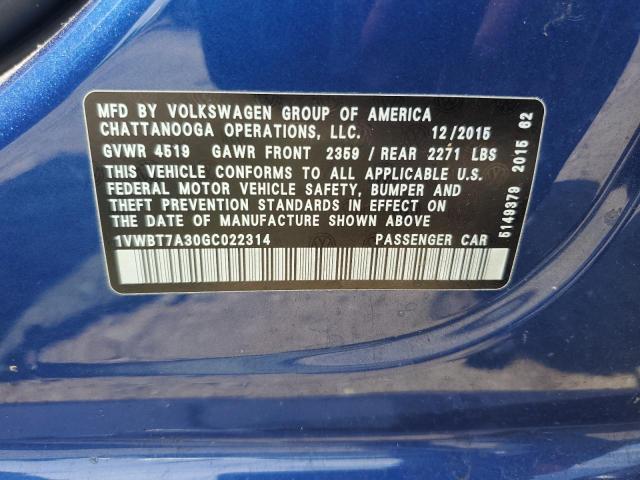 MFD BY VOLKSWAGEN GROUP OF AMERICA
CHATTANOOGA OPERATIONS, LLC. 12/2015
GVWR 4519 GAWR FRONT 2359 / REAR 2271 LBS
THIS VEHICLE CONFORMS TO ALL APPLICABLE U.S.
FEDERAL MOTOR VEHICLE SAFETY, BUMPER AND
THEFT PREVENTION STANDARDS IN EFFECT ON
THE DATE OF MANUFACTURE SHOWN ABOVE
1VWBT7A30GC022314 PASSENGER CAR
5149379 2015 62